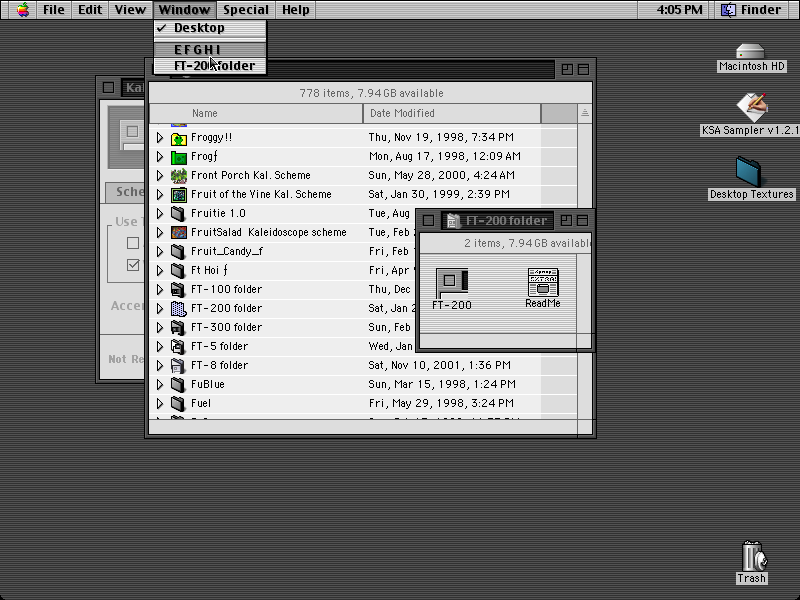 File Edit View Window Special Help 4:05 PM Finder
Desktop
E F G H I
FT-200 folder
Macintosh HD
KSA Sampler v1.2.1
Desktop Textures
Trash
Kal
Sche
Use T
Accen
Not Re
778 items, 7.94 GB available
Name Date Modified
Froggy!! Thu, Nov 19, 1998, 7:34 PM
Frogƒ Mon, Aug 17, 1998, 12:09 AM
Front Porch Kal. Scheme Sun, May 28, 2000, 4:24 AM
Fruit of the Vine Kal. Scheme Sat, Jan 30, 1999, 2:39 PM
Fruitie 1.0 Tue, Aug
FruitSalad Kaleidoscope scheme Tue, Feb 2
Fruit_Candy_f Fri, Feb
Ft Hoi ƒ Fri, Apr
FT-100 folder Thu, Dec
FT-200 folder Sat, Jan 2
FT-300 folder Sun, Feb
FT-5 folder Wed, Jan
FT-8 folder Sat, Nov 10, 2001, 1:36 PM
FuBlue Sun, Mar 15, 1998, 1:24 PM
Fuel Fri, May 29, 1998, 3:24 PM
FT-200 folder
2 items, 7.94 GB available
FT-200
ReadMe